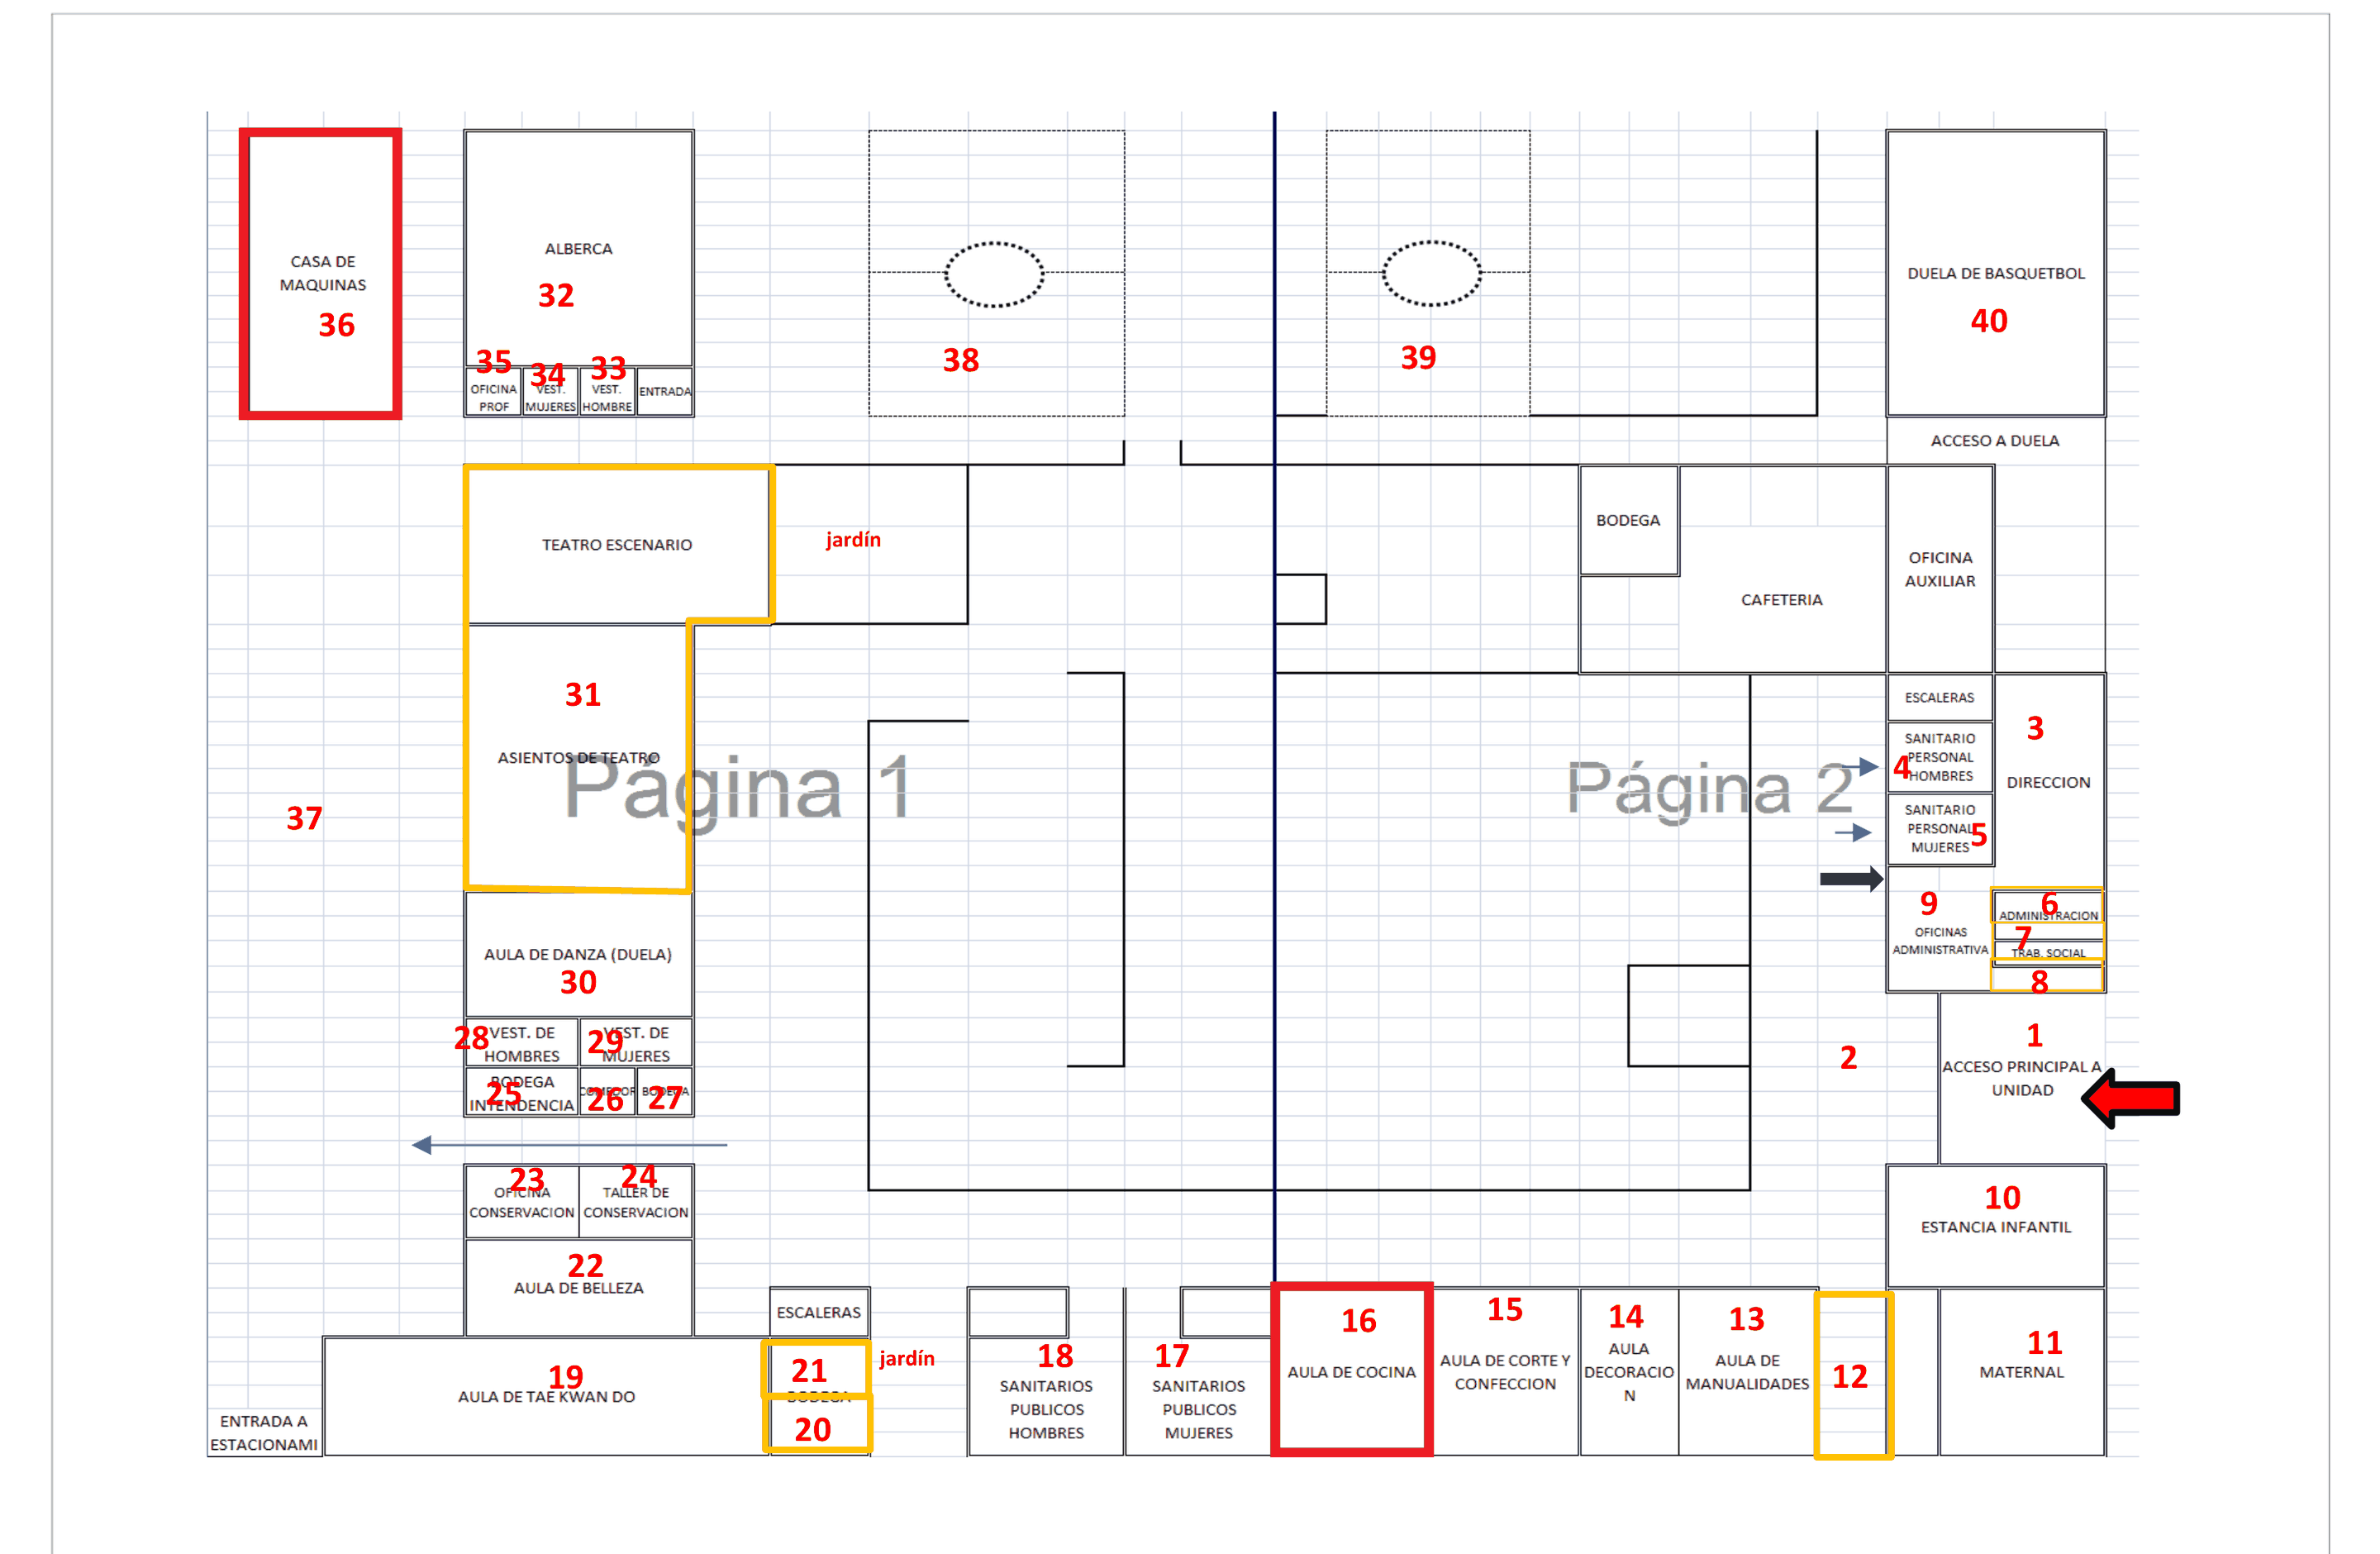 CASA DE
MAQUINAS
36
ALBERCA
32
35
34
33
OFICINA
PROF
VEST.
MUJERES
VEST.
HOMBRE
ENTRADA
38
39
DUELA DE BASQUETBOL
40
ACCESO A DUELA
TEATRO ESCENARIO
jardín
BODEGA
CAFETERIA
OFICINA
AUXILIAR
31
ASIENTOS DE TEATRO
Página 1
Página 2
37
ESCALERAS
SANITARIO
PERSONAL
HOMBRES
4
SANITARIO
PERSONAL
MUJERES
5
3
DIRECCION
9
OFICINAS
ADMINISTRATIVA
6
ADMINISTRACION
7
TRAB. SOCIAL
8
AULA DE DANZA (DUELA)
30
28
VEST. DE
HOMBRES
29
VEST. DE
MUJERES
BODEGA
25
INTENDENCIA
COMEDOR
26
BODEGA
27
2
1
ACCESO PRINCIPAL A
UNIDAD
23
OFICINA
CONSERVACION
24
TALLER DE
CONSERVACION
22
AULA DE BELLEZA
10
ESTANCIA INFANTIL
ESCALERAS
19
AULA DE TAE KWAN DO
21
BODEGA
20
jardín
18
SANITARIOS
PUBLICOS
HOMBRES
17
SANITARIOS
PUBLICOS
MUJERES
16
AULA DE COCINA
15
AULA DE CORTE Y
CONFECCION
14
AULA
DECORACIO
N
13
AULA DE
MANUALIDADES
12
11
MATERNAL
ENTRADA A
ESTACIONAMI